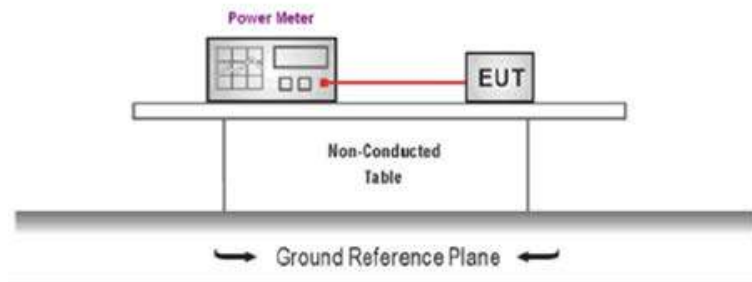 Power Meter
EUT
Non-Conducted
Table
Ground Reference Plane